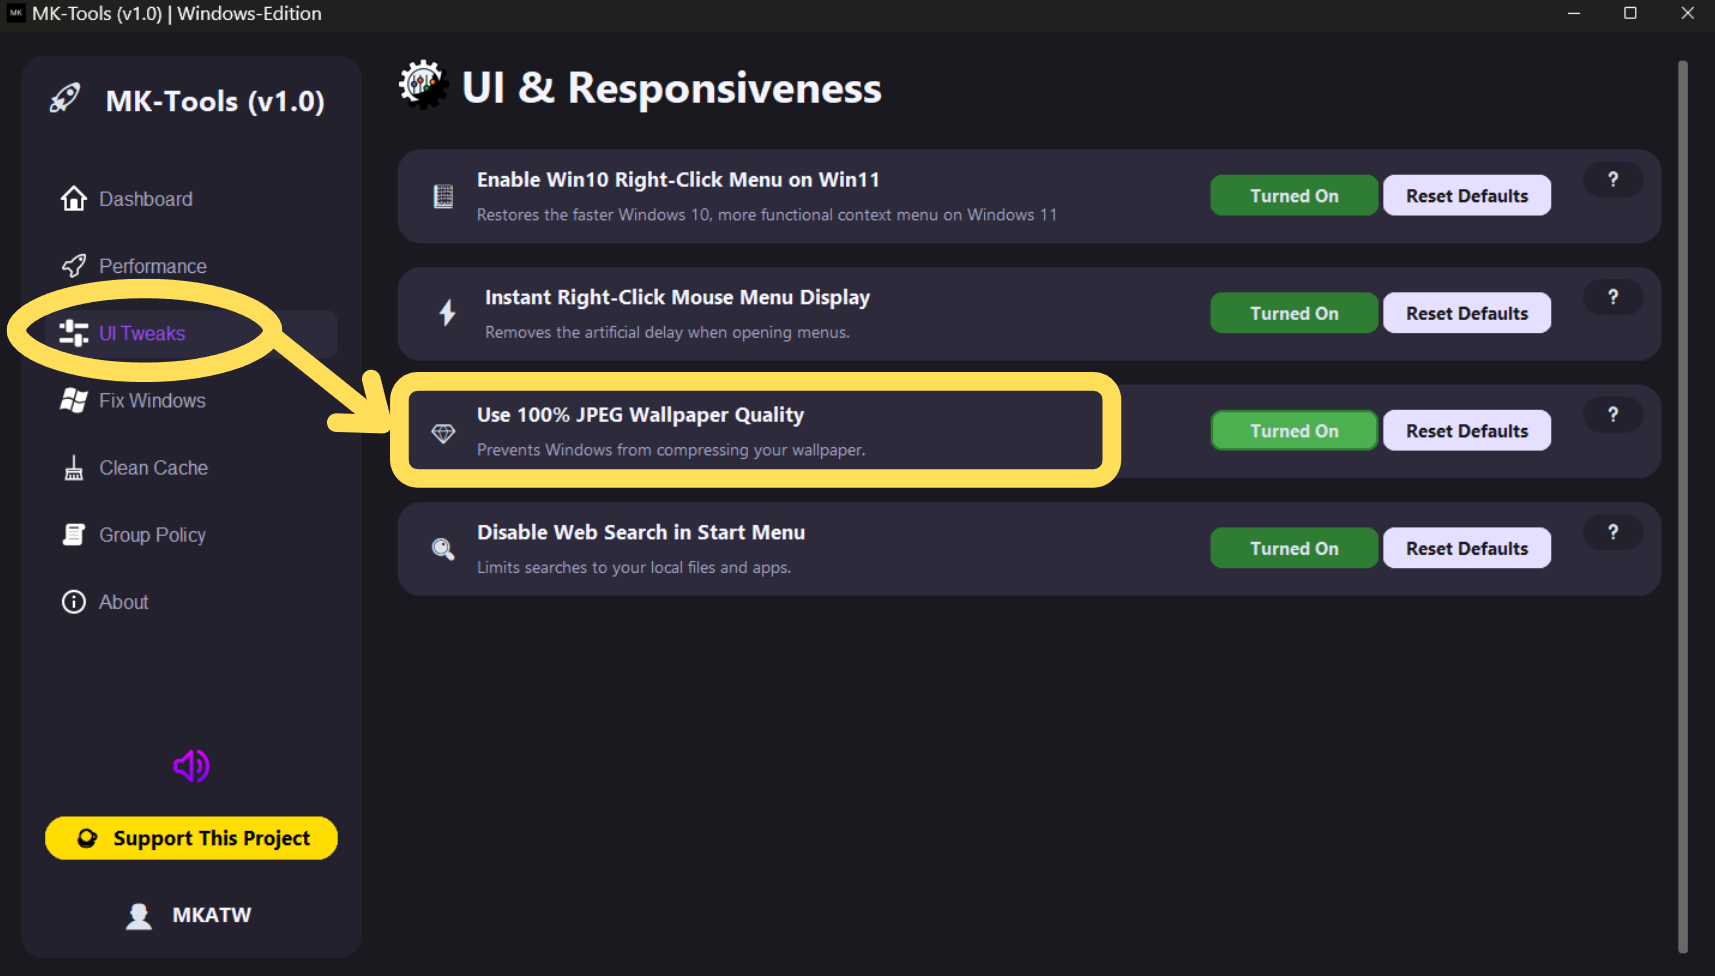 MK MK-Tools (v1.0) | Windows-Edition
MK-Tools (v1.0)
Dashboard
Performance
UI Tweaks
Fix Windows
Clean Cache
Group Policy
About
Support This Project
MKATW
UI & Responsiveness
Enable Win10 Right-Click Menu on Win11
Restores the faster Windows 10, more functional context menu on Windows 11
Turned On
Reset Defaults
?
Instant Right-Click Mouse Menu Display
Removes the artificial delay when opening menus.
Turned On
Reset Defaults
?
Use 100% JPEG Wallpaper Quality
Prevents Windows from compressing your wallpaper.
Turned On
Reset Defaults
?
Disable Web Search in Start Menu
Limits searches to your local files and apps.
Turned On
Reset Defaults
?